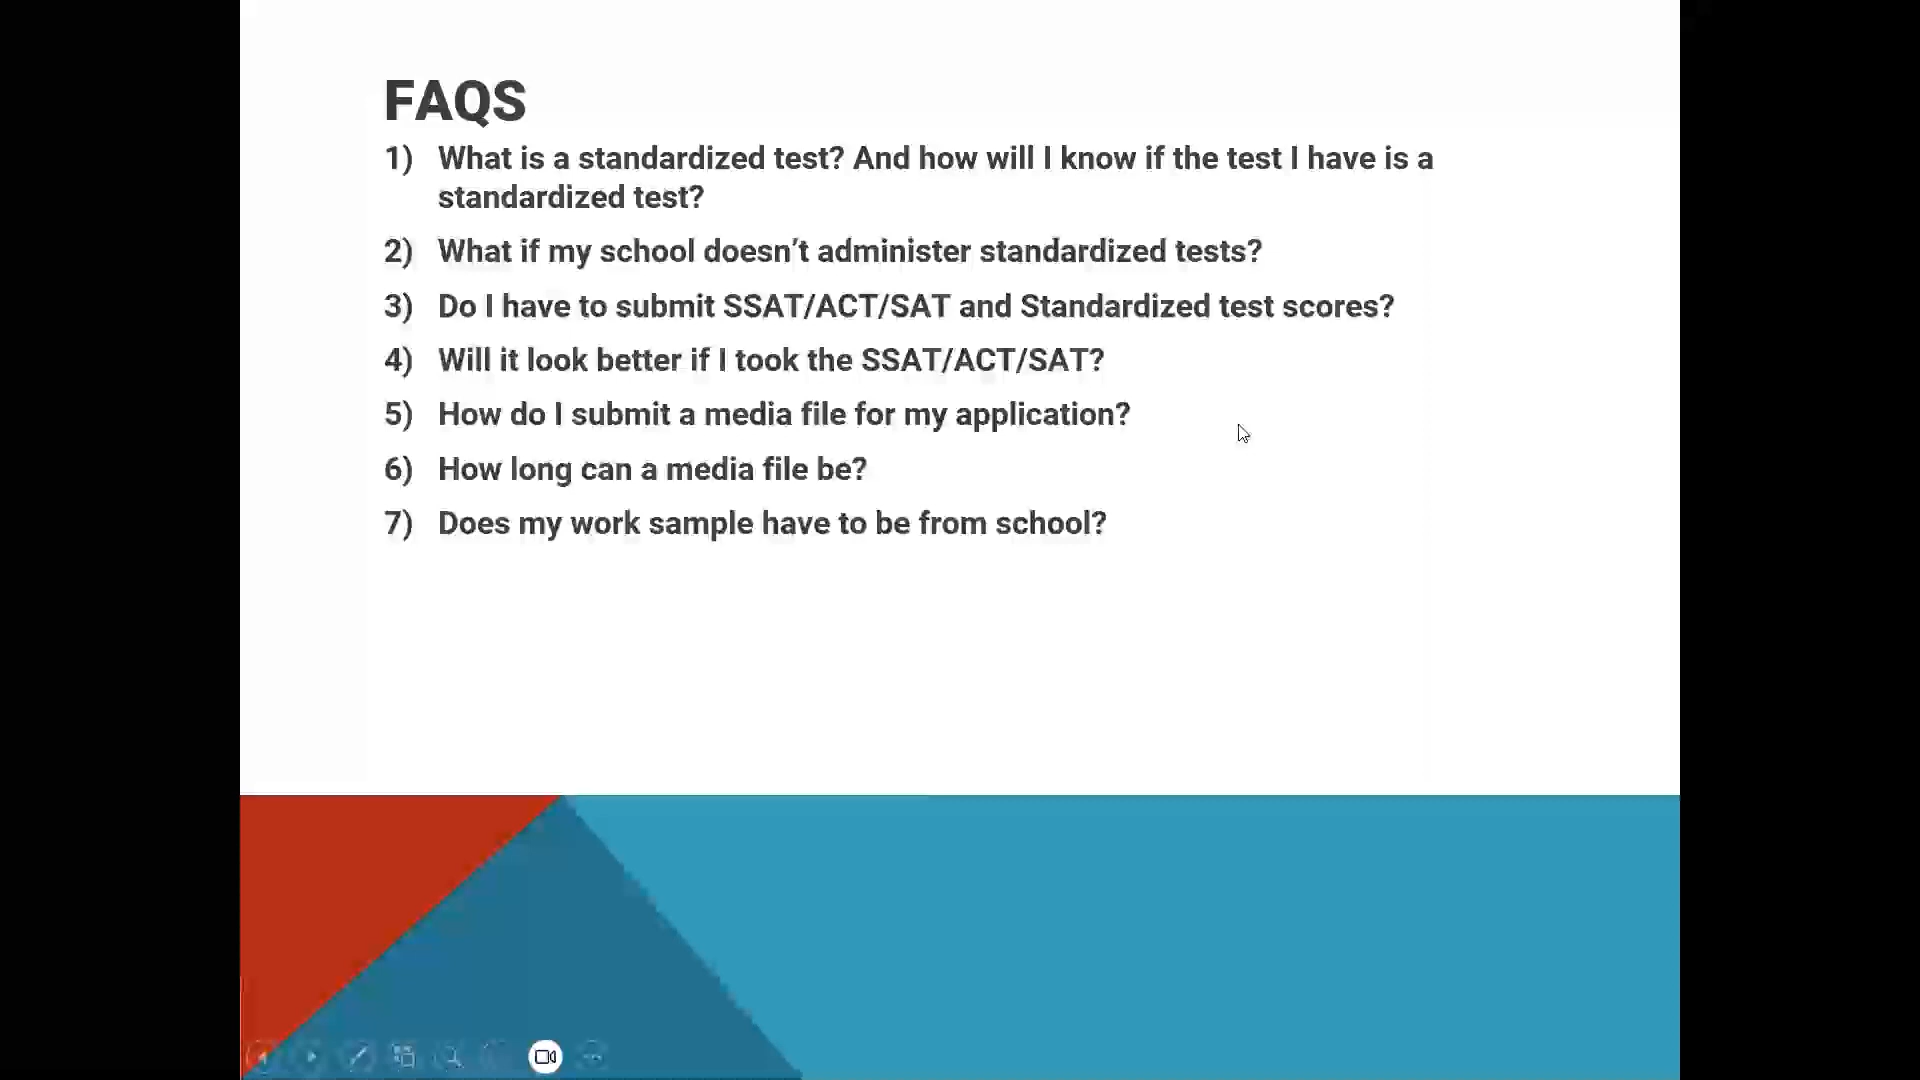 FAQS
1) What is a standardized test? And how will I know if the test I have is a
standardized test?
2) What if my school doesn’t administer standardized tests?
3) Do I have to submit SSAT/ACT/SAT and Standardized test scores?
4) Will it look better if I took the SSAT/ACT/SAT?
5) How do I submit a media file for my application?
6) How long can a media file be?
7) Does my work sample have to be from school?